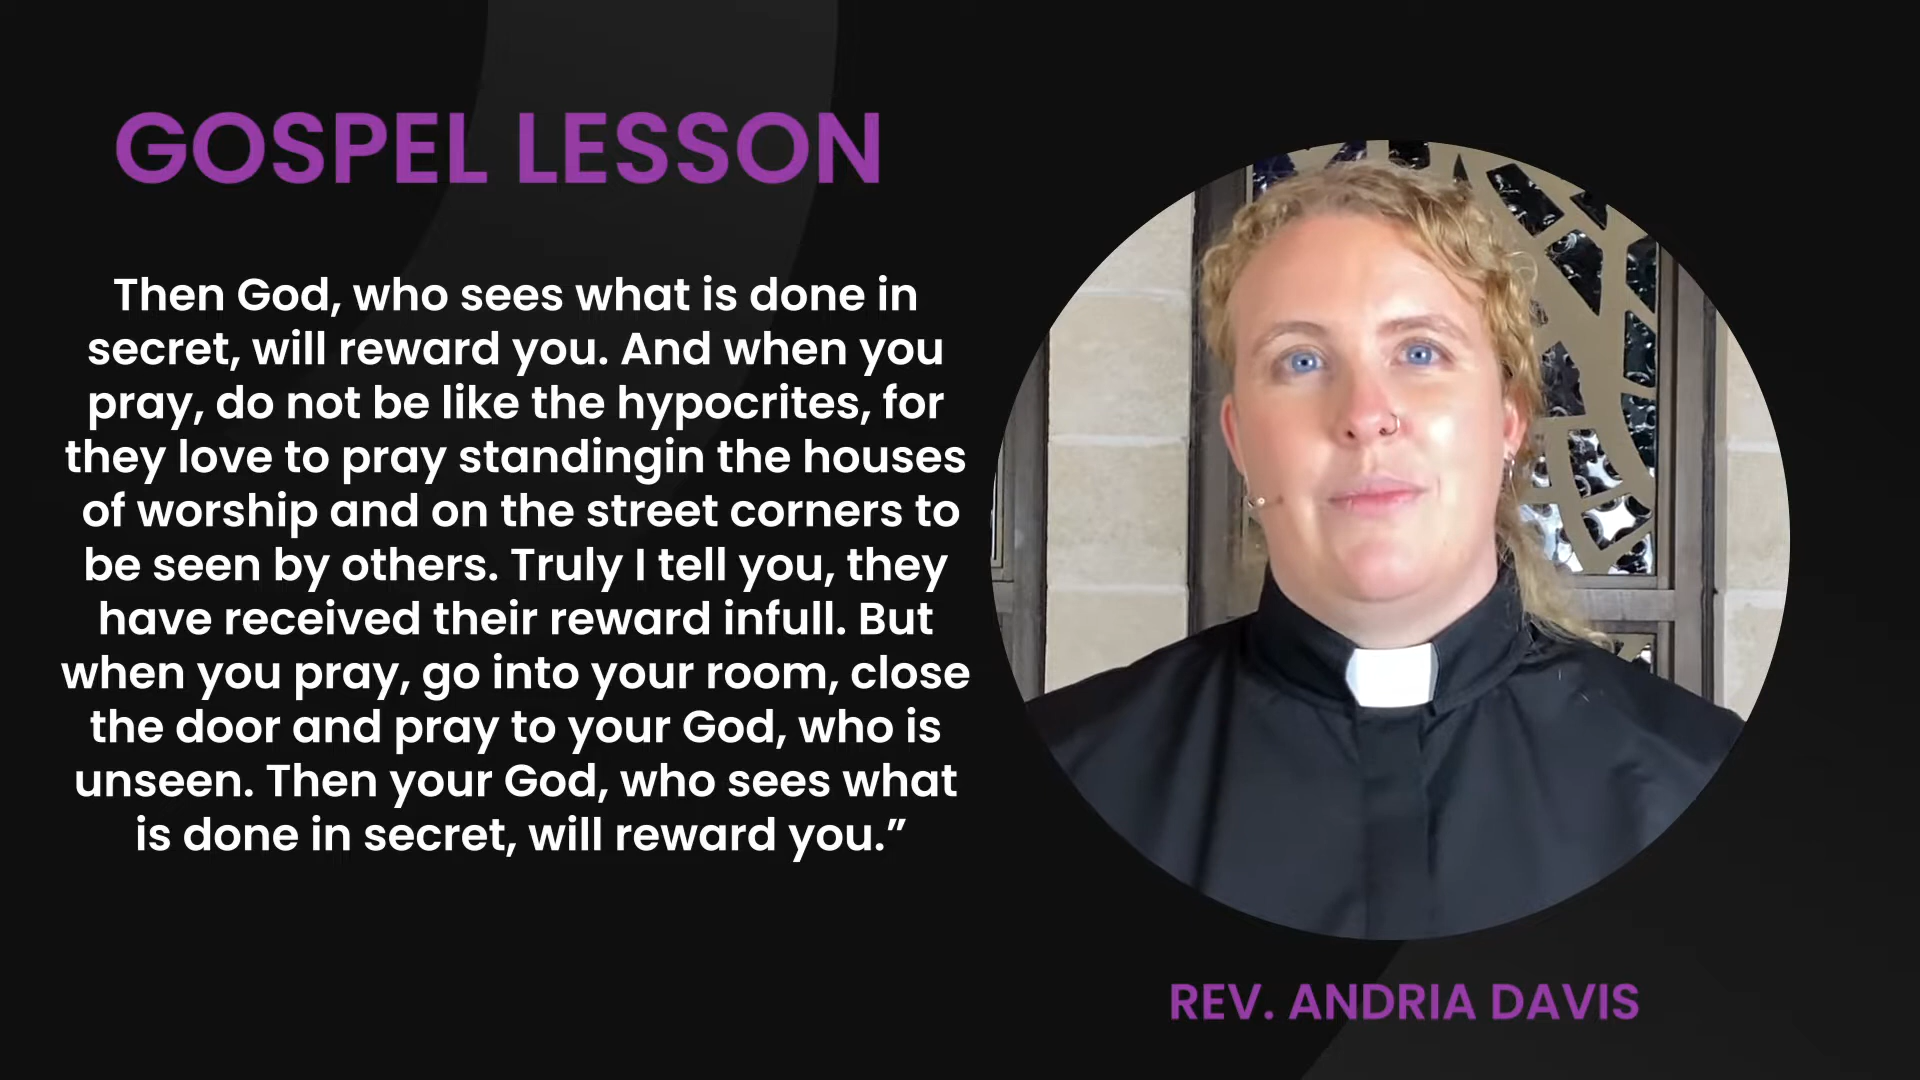 GOSPEL LESSON
Then God, who sees what is done in
secret, will reward you. And when you
pray, do not be like the hypocrites, for
they love to pray standingin the houses
of worship and on the street corners to
be seen by others. Truly I tell you, they
have received their reward infull. But
when you pray, go into your room, close
the door and pray to your God, who is
unseen. Then your God, who sees what
is done in secret, will reward you.”
REV. ANDRIA DAVIS